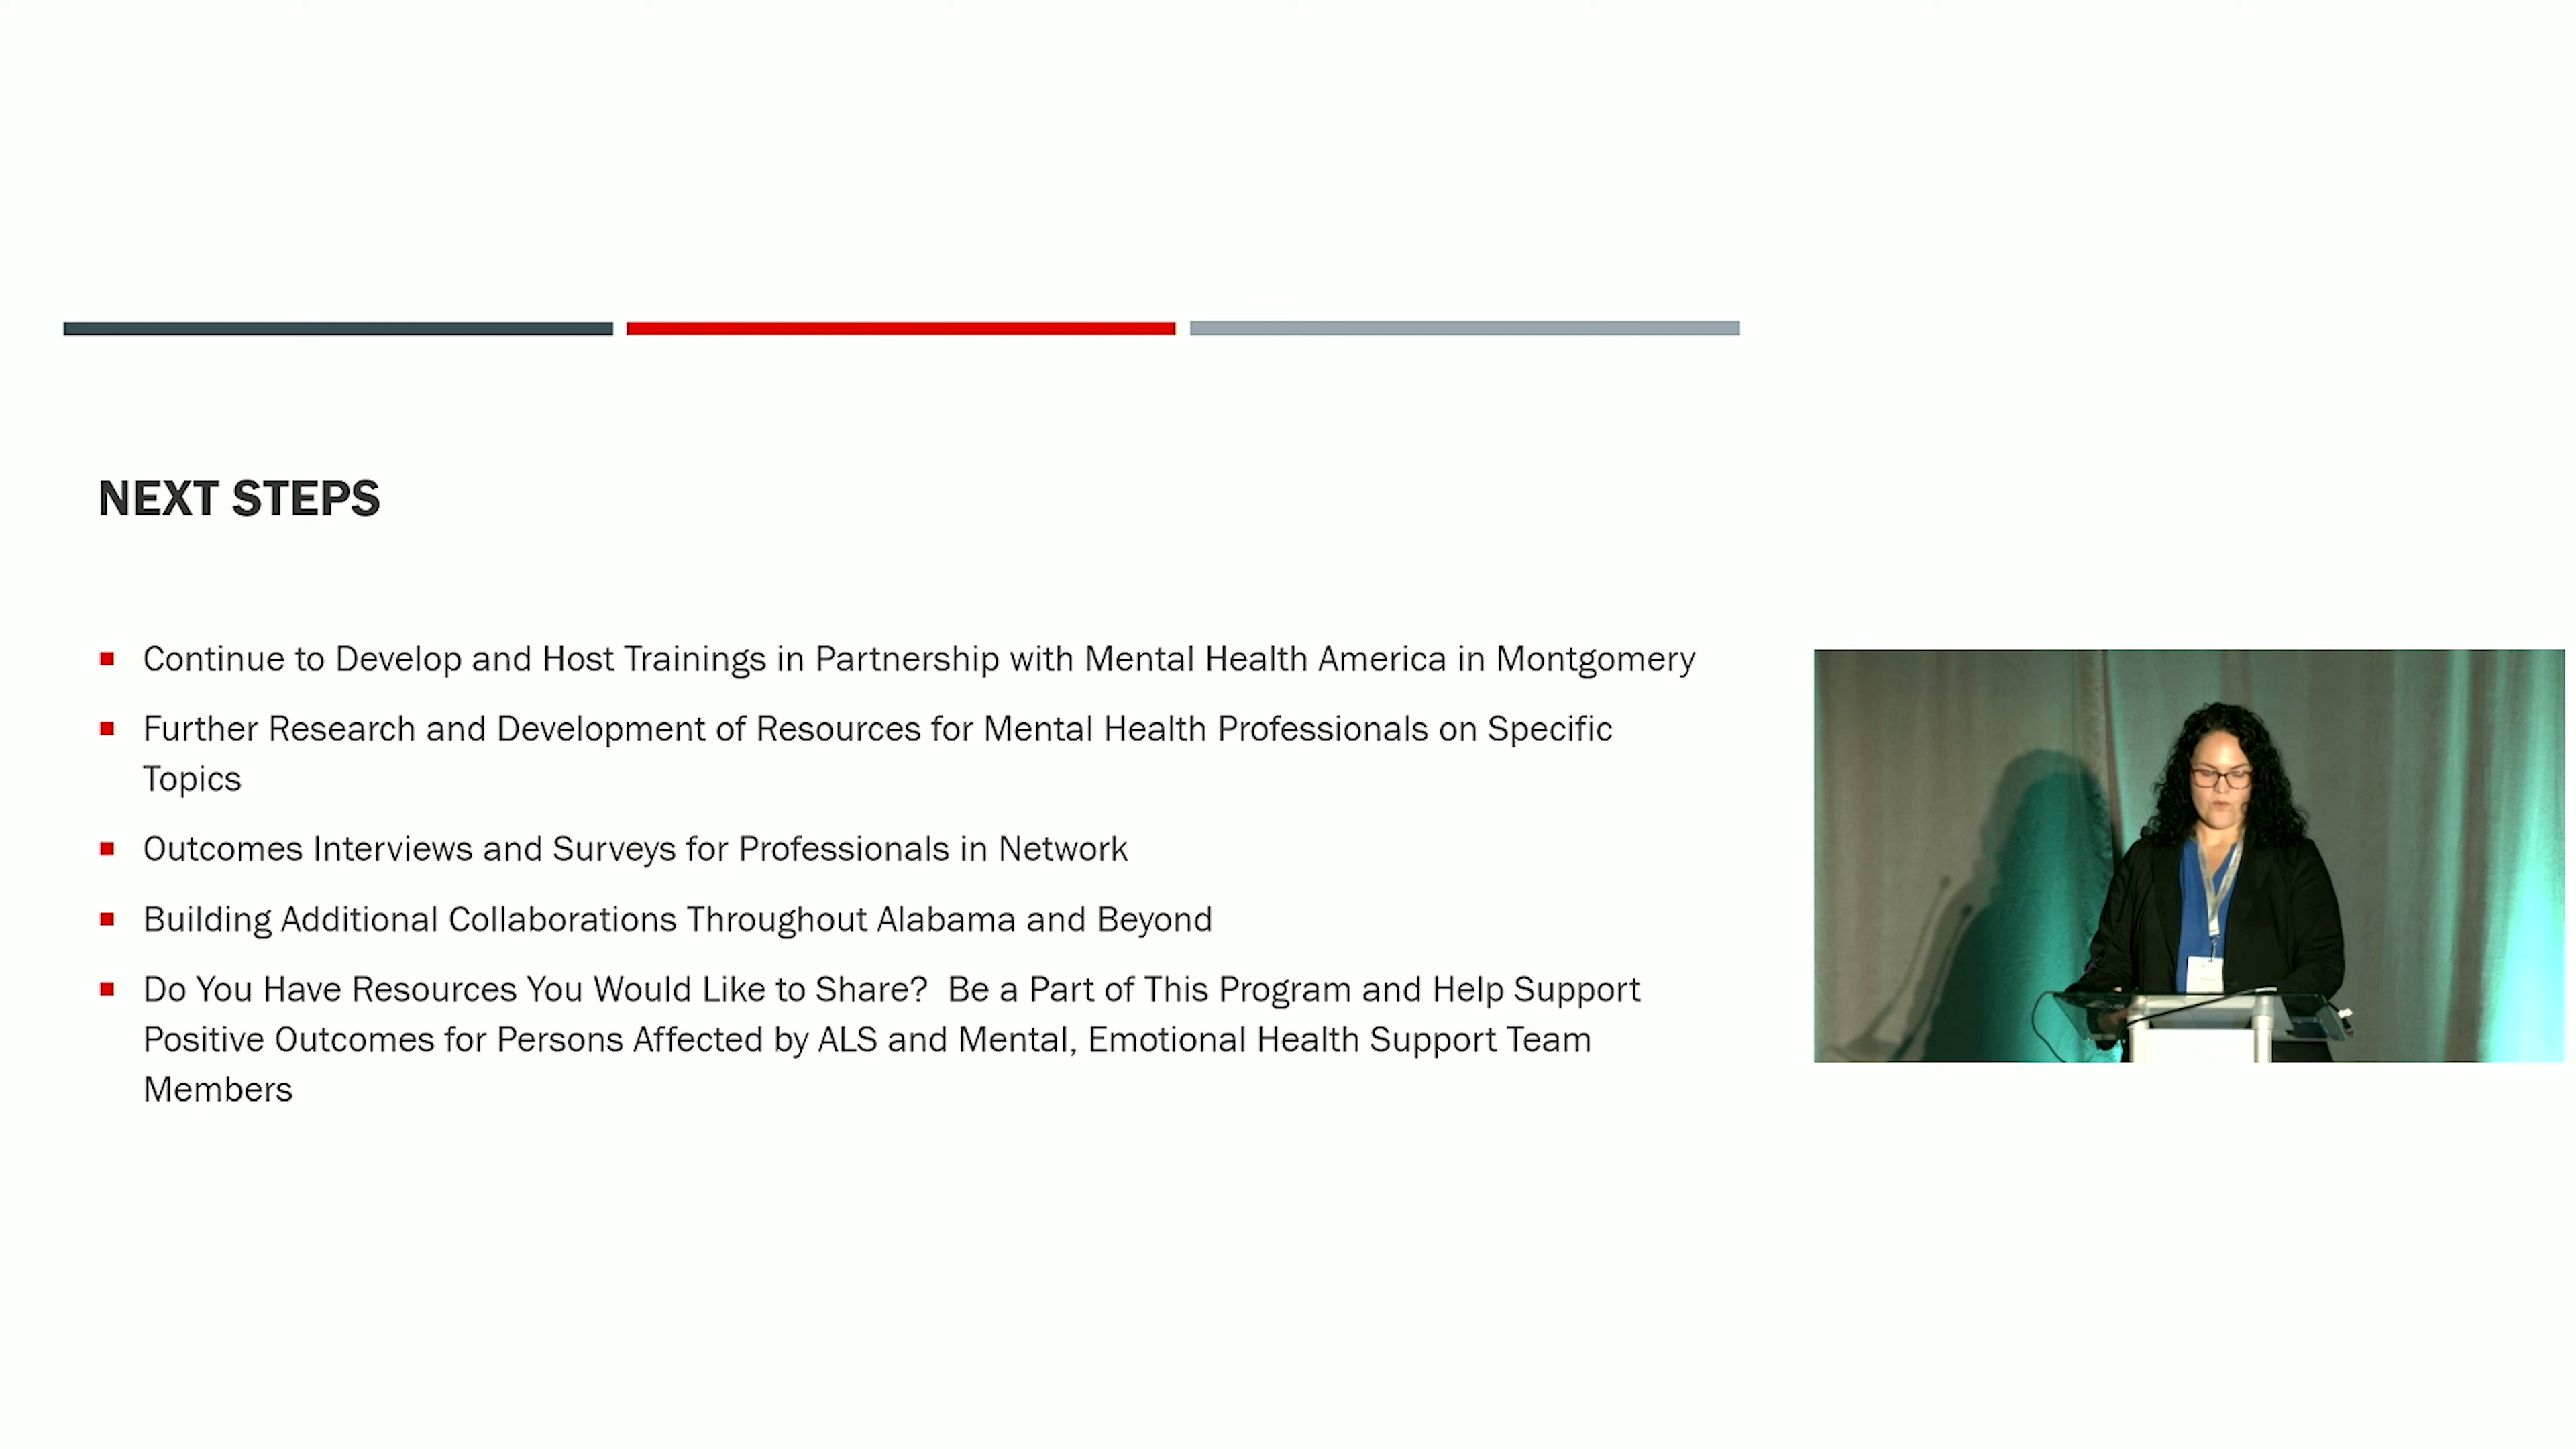 NEXT STEPS
Continue to Develop and Host Trainings in Partnership with Mental Health America in Montgomery
Further Research and Development of Resources for Mental Health Professionals on Specific
Topics
Outcomes Interviews and Surveys for Professionals in Network
Building Additional Collaborations Throughout Alabama and Beyond
Do You Have Resources You Would Like to Share?  Be a Part of This Program and Help Support
Positive Outcomes for Persons Affected by ALS and Mental, Emotional Health Support Team
Members